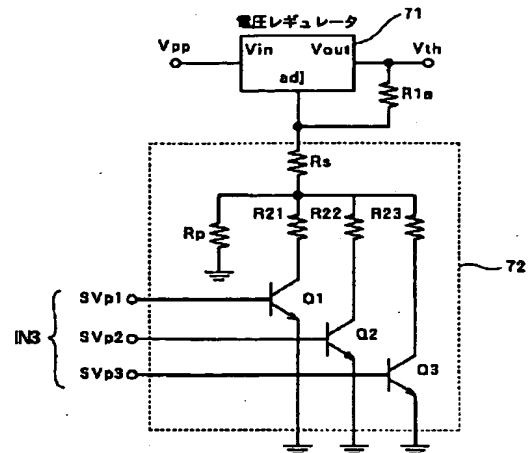 電圧レギュレータ
71
Vpp
Vin
Vout
Vth
adj
R1a
Rs
R21
R22
R23
Rp
72
SVp1
Q1
IN3
SVp2
Q2
SVp3
Q3